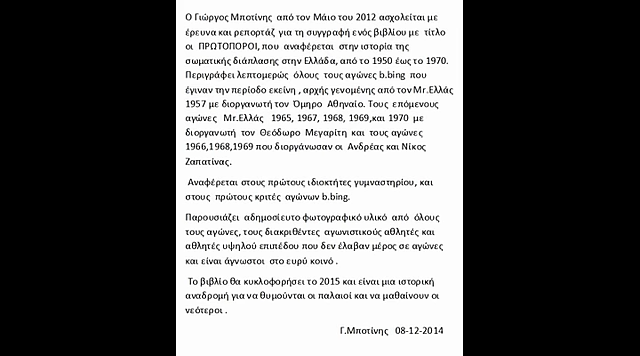 Ο Γιώργος Μποτίνης από τον Μάιο του 2012 ασχολείται με
έρευνα και ρεπορτάζ για τη συγγραφή ενός βιβλίου με τίτλο
οι ΠΡΩΤΟΠΟΡΟΙ, που αναφέρεται στην ιστορία της
σωματικής διάπλασης στην Ελλάδα, από το 1950 έως το 1970.
Περιγράφει λεπτομερώς όλους τους αγώνες b.bing που
έγιναν την περίοδο εκείνη , αρχής γενομένης από τον Mr.Ελλάς
1957 με διοργανωτή τον Όμηρο Αθηναίο. Τους επόμενους
αγώνες Mr.Ελλάς 1965, 1967, 1968, 1969,και 1970 με
διοργανωτή τον Θεόδωρο Μεγαρίτη και τους αγώνες
1966,1968,1969 που διοργάνωσαν οι Ανδρέας και Νίκος
Ζαπατίνας.
Αναφέρεται στους πρώτους ιδιοκτήτες γυμναστηρίου, και
στους πρώτους κριτές αγώνων b.bing.
Παρουσιάζει αδημοσίευτο φωτογραφικό υλικό από όλους
τους αγώνες, τους διακριθέντες αγωνιστικούς αθλητές και
αθλητές υψηλού επιπέδου που δεν έλαβαν μέρος σε αγώνες
και είναι άγνωστοι στο ευρύ κοινό .
Το βιβλίο θα κυκλοφορήσει το 2015 και είναι μια ιστορική
αναδρομή για να θυμούνται οι παλαιοί και να μαθαίνουν οι
νεότεροι .
Γ.Μποτίνης 08-12-2014